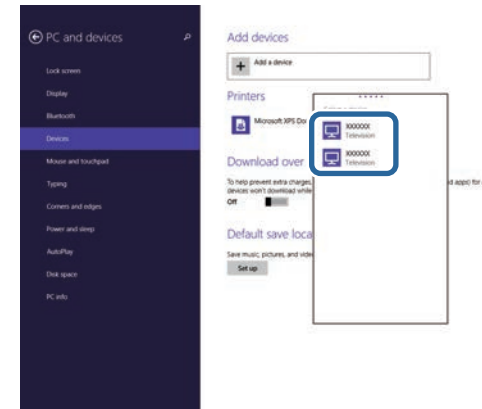 PC and devices
Lock screen
Display
Bluetooth
Devices
Mouse and touchpad
Typing
Corners and edges
Power and sleep
AutoPlay
Disk space
PC info
Add devices
Add a device
Printers
Microsoft XPS Do
XXXXXX
Television
XXXXXX
Television
Download over
To help prevent extra charges,
d apps) for
devices won't download while
Off
Default save loca
Save music, pictures, and vide
Set up